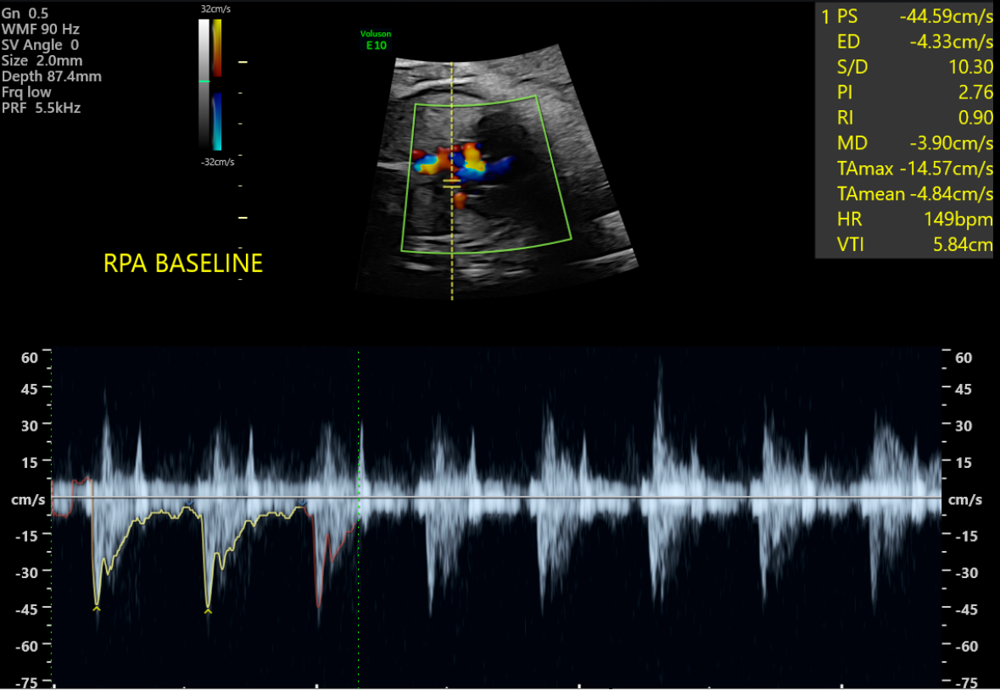 Gn 0.5
WMF 90 Hz
SV Angle 0
Size 2.0mm
Depth 87.4mm
Frq low
PRF 5.5kHz
32cm/s
-32cm/s
Voluson
E10
RPA BASELINE
1 PS -44.59cm/s
ED -4.33cm/s
S/D 10.30
PI 2.76
RI 0.90
MD -3.90cm/s
TAmax -14.57cm/s
TAmean -4.84cm/s
HR 149bpm
VTI 5.84cm
60 60
45 45
30 30
15 15
cm/s cm/s
-15 -15
-30 -30
-45 -45
-60 -60
-75 -75